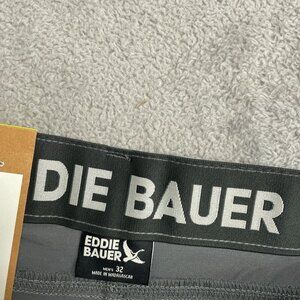 DIE BAUER
EDDIE
BAUER
MEN'S 32
MADE IN MADAGASCAR